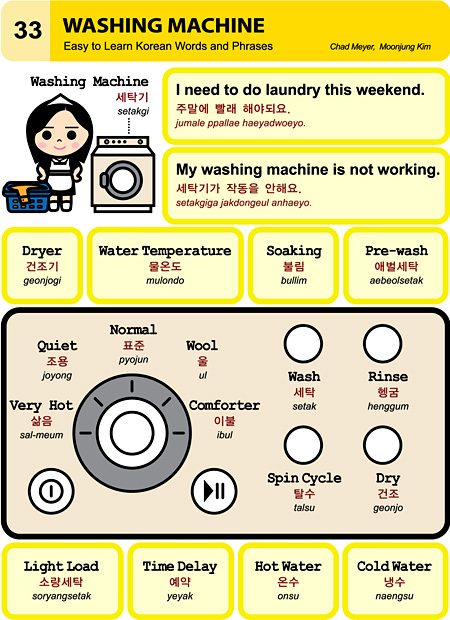 33
WASHING MACHINE
Easy to Learn Korean Words and Phrases
Chad Meyer, Moonjung Kim
Washing Machine
세탁기
setakgi
I need to do laundry this weekend.
주말에 빨래 해야되요.
jumale ppallae haeyadwoeyo.
My washing machine is not working.
세탁기가 작동을 안해요.
setakgiga jakdongeul anhaeyo.
Dryer
건조기
geonjogi
Water Temperature
물온도
mulondo
Soaking
불림
bullim
Pre-wash
애벌세탁
aebeolsetak
Normal
표준
pyojun
Quiet
조용
joyong
Wool
울
ul
Very Hot
삶음
sal-meum
Comforter
이불
ibul
Wash
세탁
setak
Rinse
헹굼
henggum
Spin Cycle
탈수
talsu
Dry
건조
geonjo
Light Load
소량세탁
soryangsetak
Time Delay
예약
yeyak
Hot Water
온수
onsu
Cold Water
냉수
naengsu